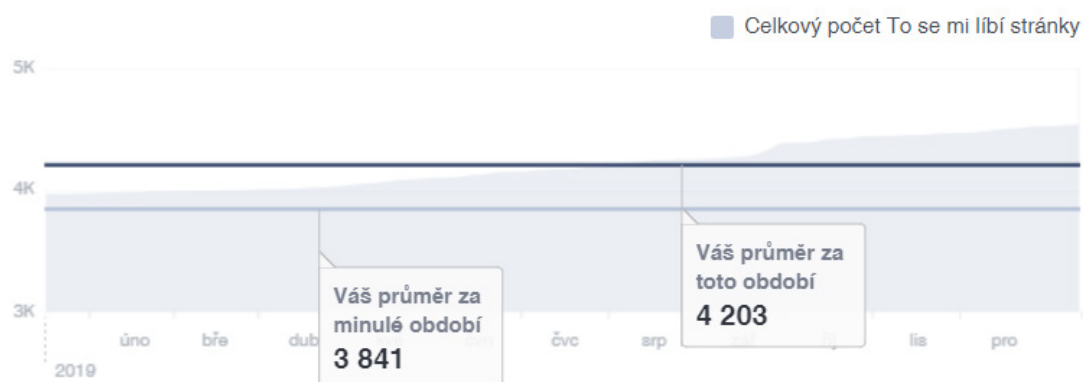 Celkový počet To se mi líbí stránky
5K
4K
3K
Váš průměr za
toto období
4 203
Váš průměr za
minulé období
3 841
úno
bře
dub
čvc
srp
lis
pro
2019